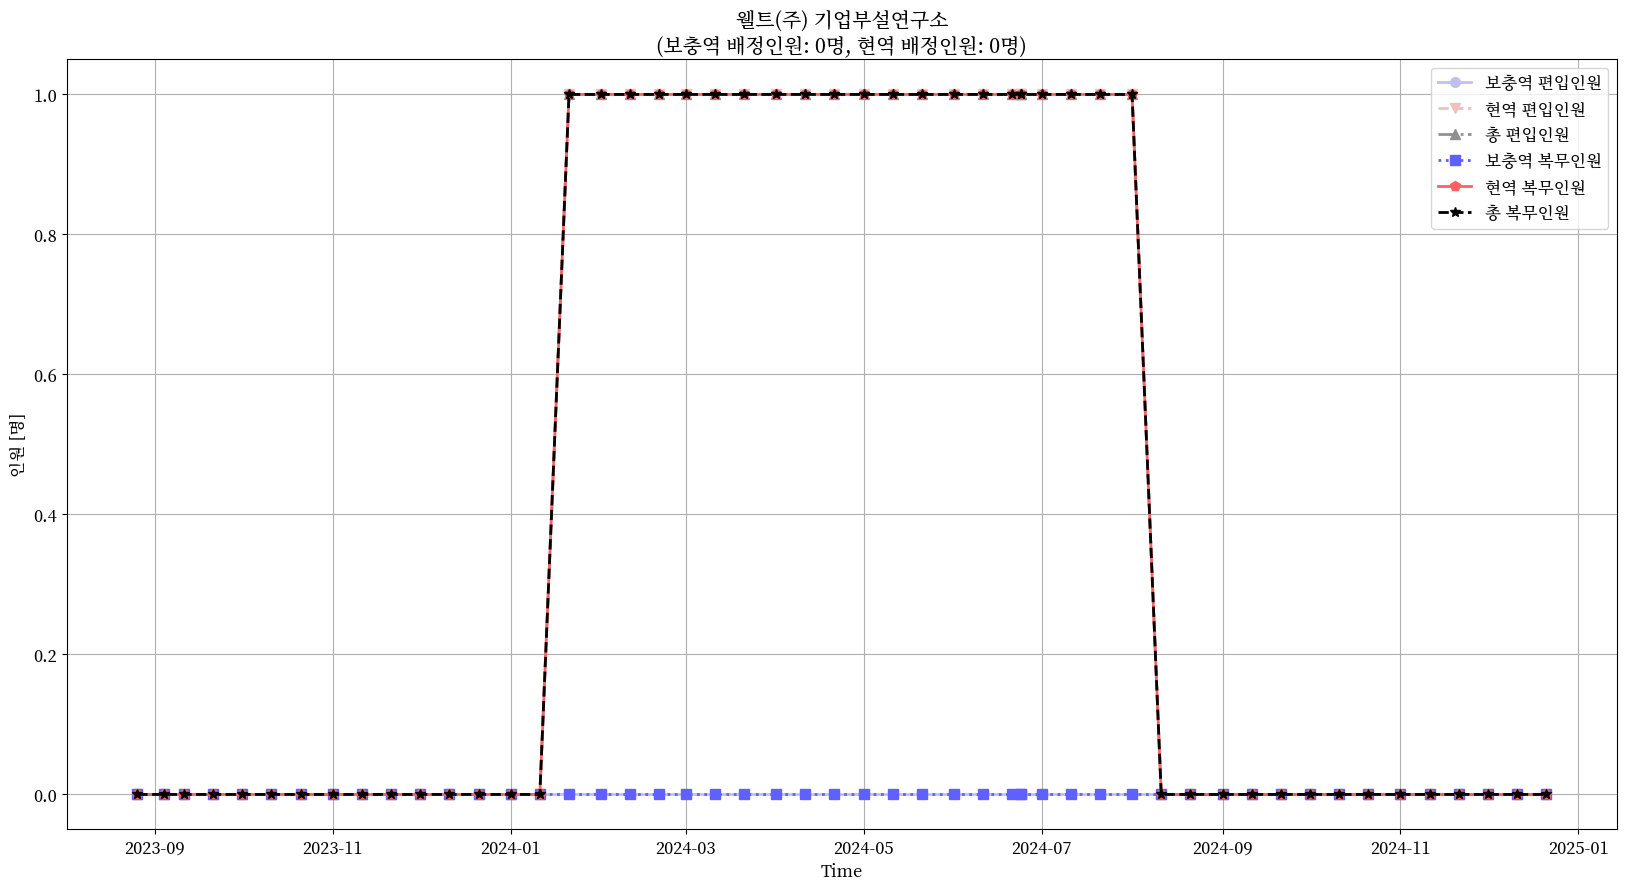 웰트(주) 기업부설연구소
(보충역 배정인원: 0명, 현역 배정인원: 0명)
보충역 편입인원
현역 편입인원
총 편입인원
보충역 복무인원
현역 복무인원
총 복무인원
인원 [명]
1.0
0.8
0.6
0.4
0.2
0.0
2023-09 2023-11 2024-01 2024-03 2024-05 2024-07 2024-09 2024-11 2025-01
Time